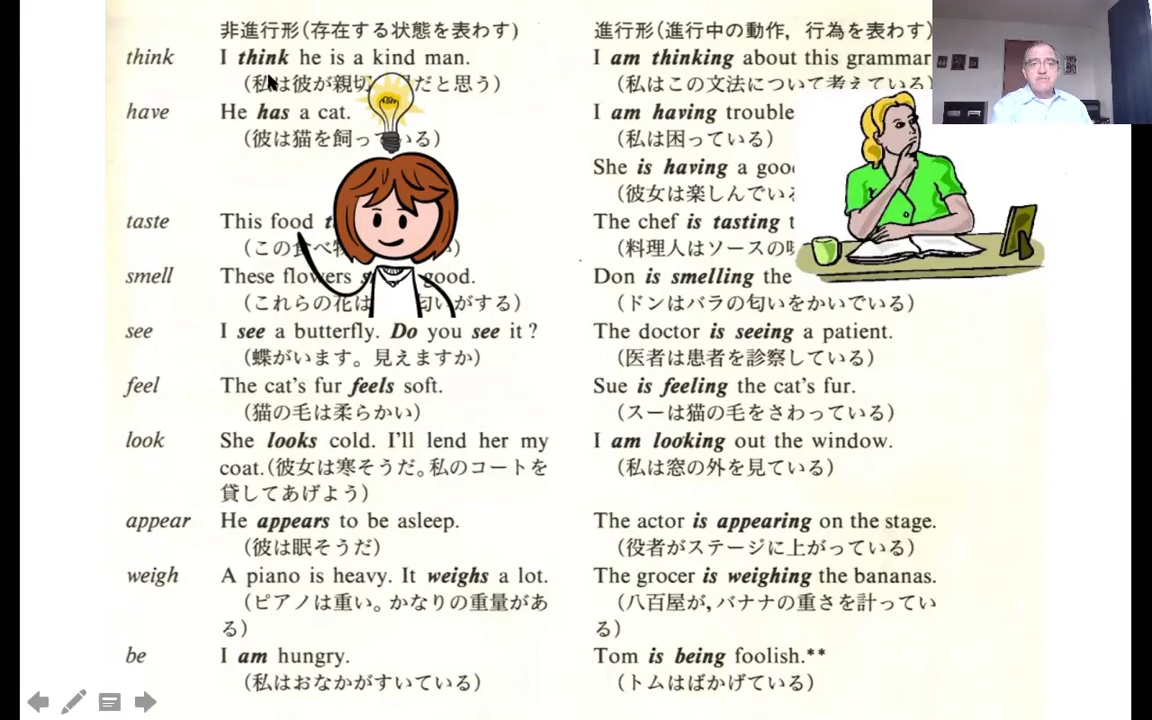 非進行形(存在する状態を表わす)
進行形(進行中の動作, 行為を表わす)
think
I think he is a kind man.
(私は彼が親切 だと思う)
I am thinking about this grammar
(私はこの文法について考えている)
have
He has a cat.
(彼は猫を飼っている)
I am having trouble
(私は困っている)
She is having a good
(彼女は楽しんでいる
taste
This food
(この食べ物
The chef is tasting
(料理人はソースの味
smell
These flowers good.
(これらの花は 匂いがする)
Don is smelling the
(ドンはバラの匂いをかいでいる)
see
I see a butterfly. Do you see it?
(蝶がいます。見えますか)
The doctor is seeing a patient.
(医者は患者を診察している)
feel
The cat's fur feels soft.
(猫の毛は柔らかい)
Sue is feeling the cat's fur.
(スーは猫の毛をさわっている)
look
She looks cold. I'll lend her my
coat.(彼女は寒そうだ。私のコートを
貸してあげよう)
I am looking out the window.
(私は窓の外を見ている)
appear
He appears to be asleep.
(彼は眠そうだ)
The actor is appearing on the stage.
(役者がステージに上がっている)
weigh
A piano is heavy. It weighs a lot.
(ピアノは重い。かなりの重量があ
る)
The grocer is weighing the bananas.
(八百屋が, バナナの重さを計ってい
る)
be
I am hungry.
(私はおなかがすいている)
Tom is being foolish.**
(トムはばかげている)